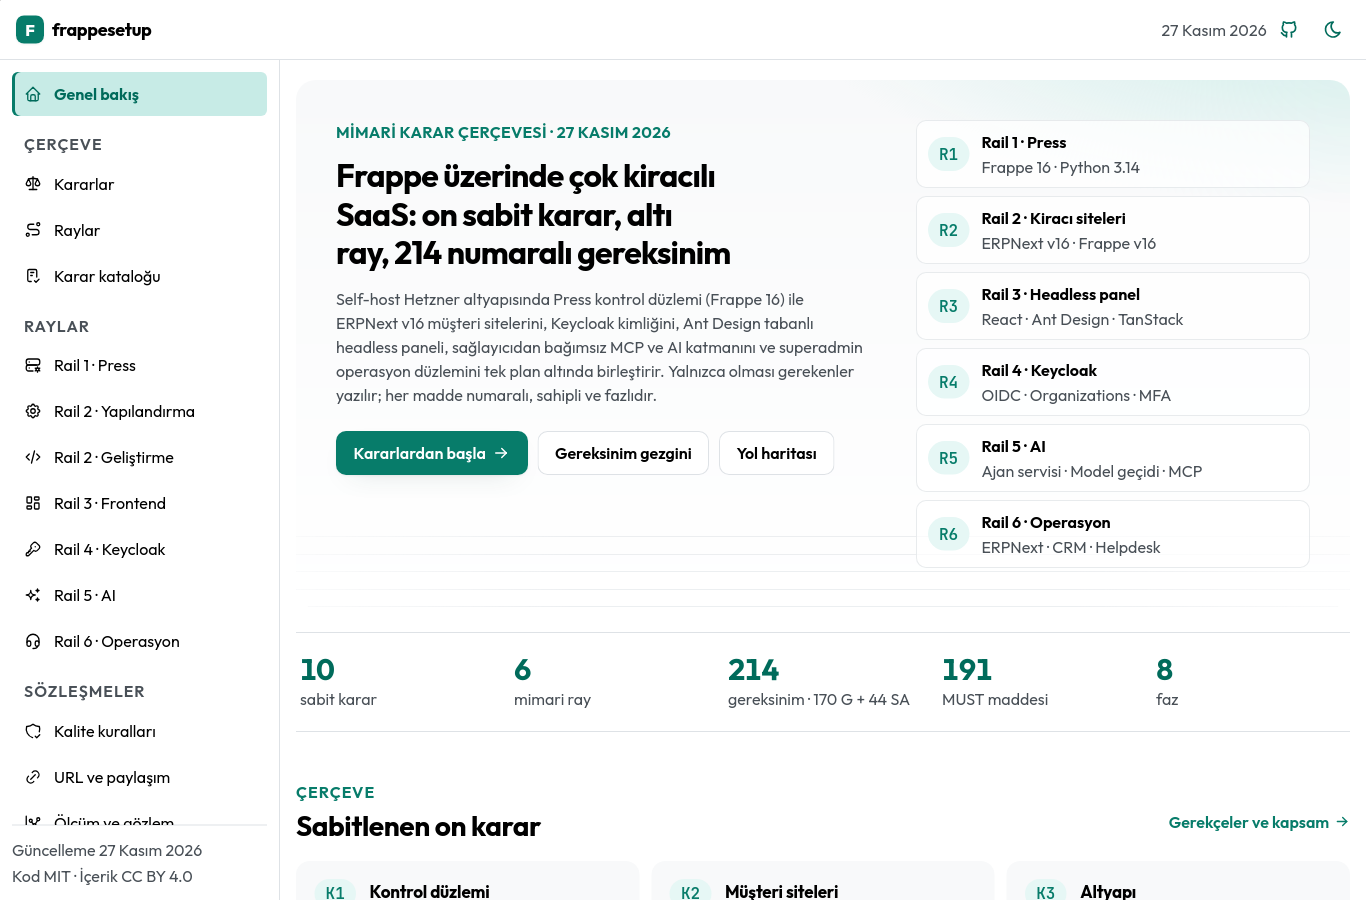 F frappesetup
27 Kasım 2026
Genel bakış
ÇERÇEVE
Kararlar
Raylar
Karar kataloğu
RAYLAR
Rail 1 · Press
Rail 2 · Yapılandırma
Rail 2 · Geliştirme
Rail 3 · Frontend
Rail 4 · Keycloak
Rail 5 · AI
Rail 6 · Operasyon
SÖZLEŞMELER
Kalite kuralları
URL ve paylaşım
Ölçüm ve gözlem
Güncelleme 27 Kasım 2026
Kod MIT · İçerik CC BY 4.0
MİMARİ KARAR ÇERÇEVESİ · 27 KASIM 2026
Frappe üzerinde çok kiracılı
SaaS: on sabit karar, altı
ray, 214 numaralı gereksinim
Self-host Hetzner altyapısında Press kontrol düzlemi (Frappe 16) ile
ERPNext v16 müşteri sitelerini, Keycloak kimliğini, Ant Design tabanlı
headless paneli, sağlayıcıdan bağımsız MCP ve AI katmanını ve superadmin
operasyon düzlemini tek plan altında birleştirir. Yalnızca olması gerekenler
yazılır; her madde numaralı, sahipli ve fazlıdır.
Kararlardan başla
Gereksinim gezgini
Yol haritası
R1
Rail 1 · Press
Frappe 16 · Python 3.14
R2
Rail 2 · Kiracı siteleri
ERPNext v16 · Frappe v16
R3
Rail 3 · Headless panel
React · Ant Design · TanStack
R4
Rail 4 · Keycloak
OIDC · Organizations · MFA
R5
Rail 5 · AI
Ajan servisi · Model geçidi · MCP
R6
Rail 6 · Operasyon
ERPNext · CRM · Helpdesk
10
sabit karar
6
mimari ray
214
gereksinim · 170 G + 44 SA
191
MUST maddesi
8
faz
ÇERÇEVE
Sabitlenen on karar
Gerekçeler ve kapsam
K1 Kontrol düzlemi
K2 Müşteri siteleri
K3 Altyapı